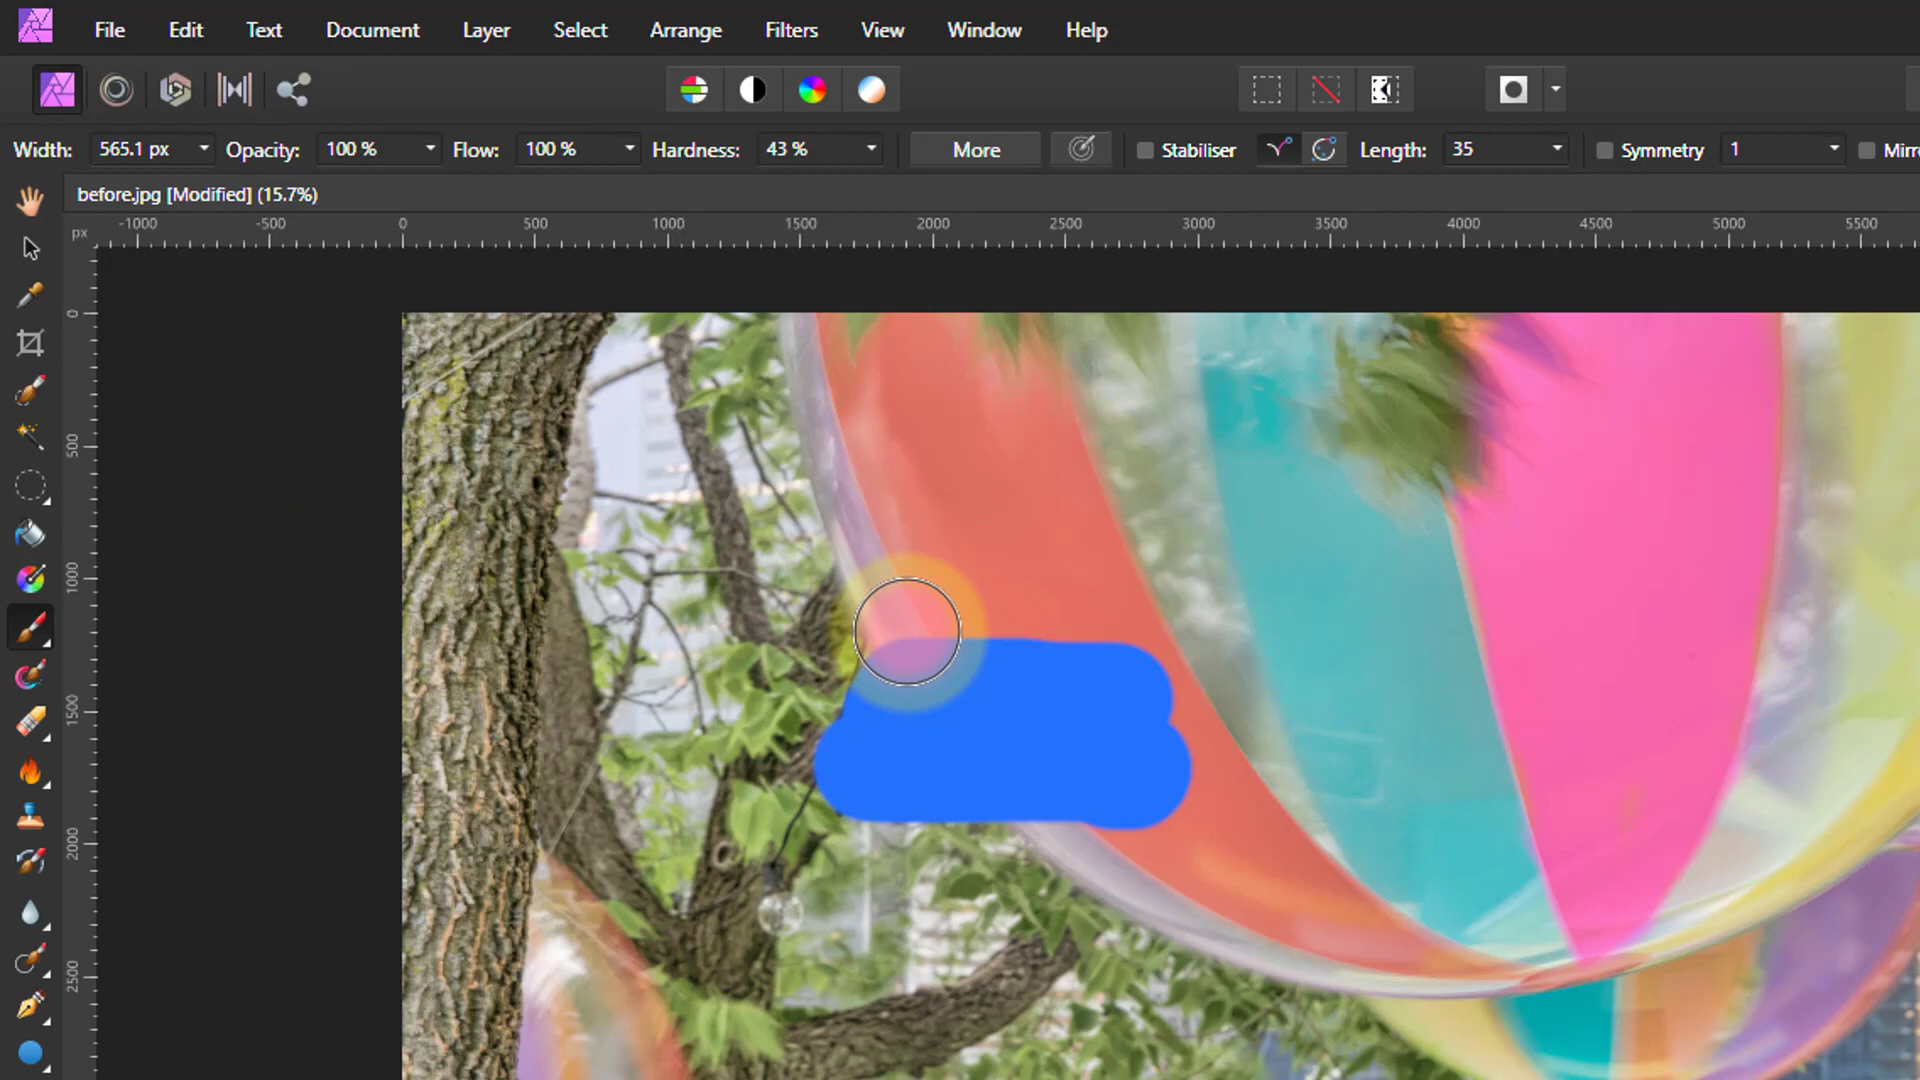 File Edit Text Document Layer Select Arrange Filters View Window Help
Width: 565.1 px Opacity: 100 % Flow: 100 % Hardness: 43 % More Stabiliser Length: 35 Symmetry 1 Mirr
before.jpg [Modified] (15.7%)
px -1000 -500 0 500 1000 1500 2000 2500 3000 3500 4000 4500 5000 5500
0
500
1000
1500
2000
2500